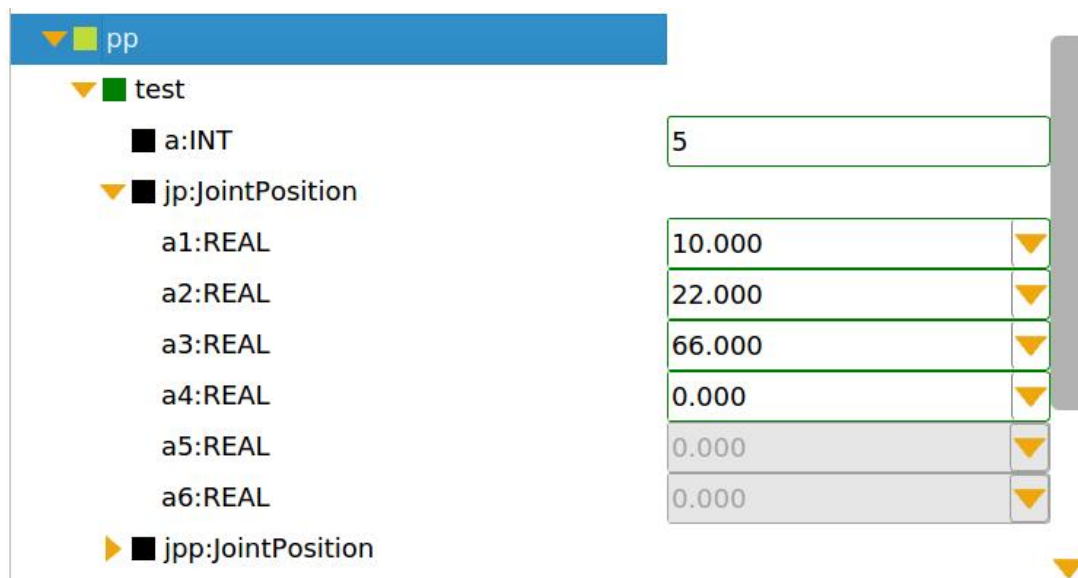 pp
test
a:INT 5
jp:JointPosition
a1:REAL 10.000
a2:REAL 22.000
a3:REAL 66.000
a4:REAL 0.000
a5:REAL 0.000
a6:REAL 0.000
jpp:JointPosition